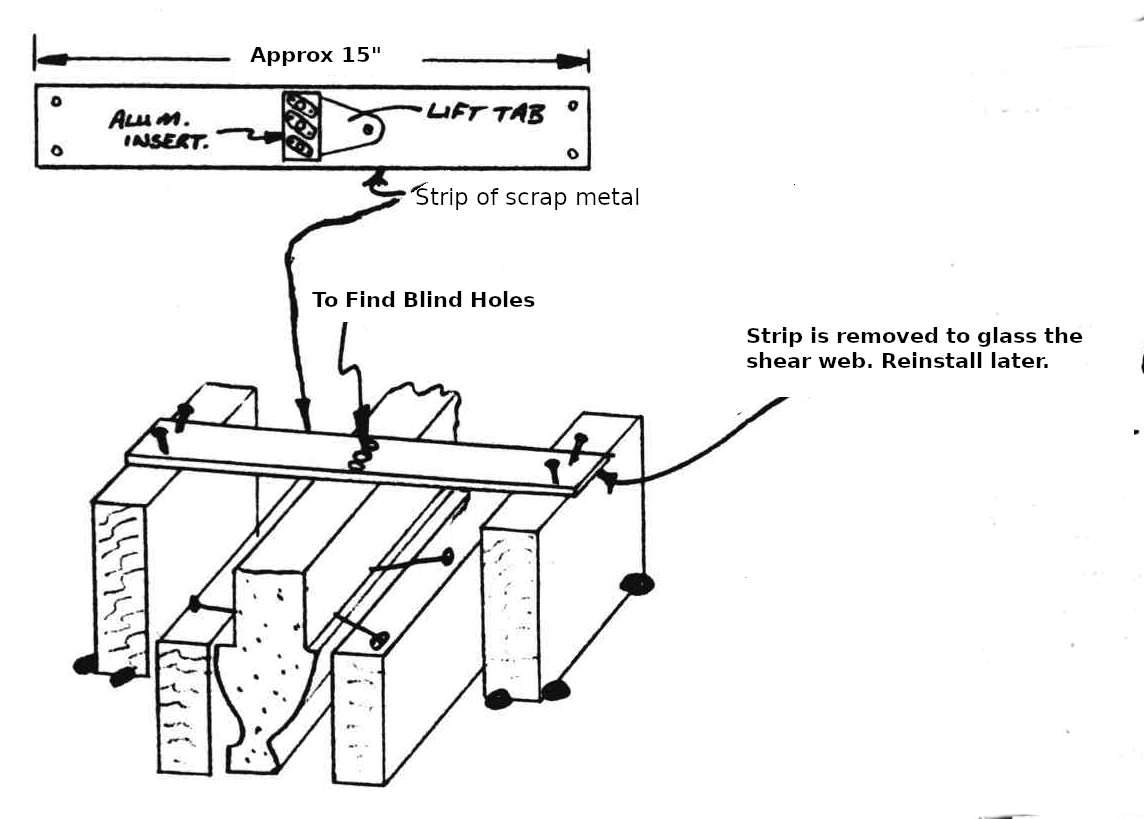 Approx 15"
LIFT TAB
ALUM.
INSERT.
Strip of scrap metal
To Find Blind Holes
Strip is removed to glass the
shear web. Reinstall later.